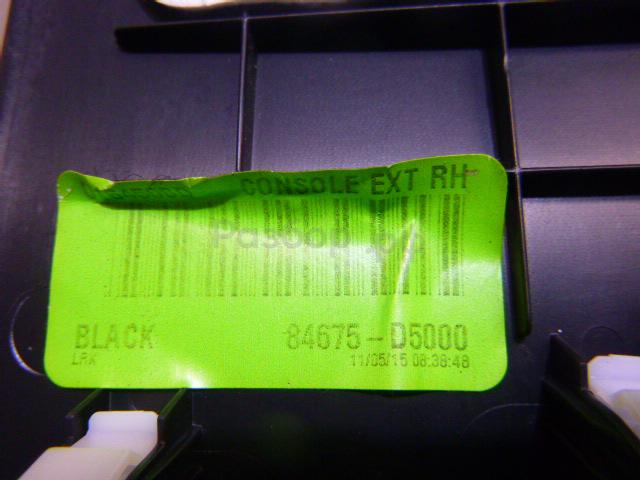 CONSOLE EXT RH
BLACK
84675-D5000
LRK
11/05/15 08:38:48